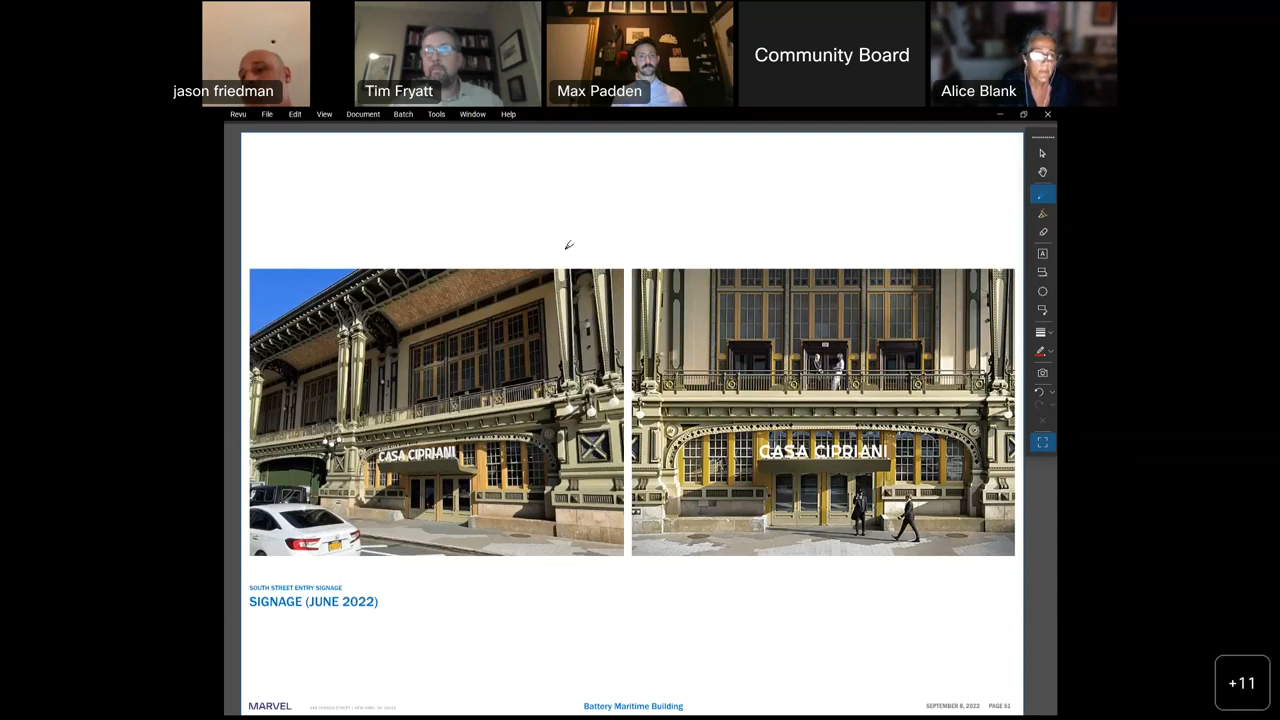 jason friedman
Tim Fryatt
Max Padden
Community Board
Alice Blank
Revu File Edit View Document Batch Tools Window Help
CASA CIPRIANI
CASA CIPRIANI
SOUTH STREET ENTRY SIGNAGE
SIGNAGE (JUNE 2022)
MARVEL
Battery Maritime Building
SEPTEMBER 8, 2022 PAGE 51
+11